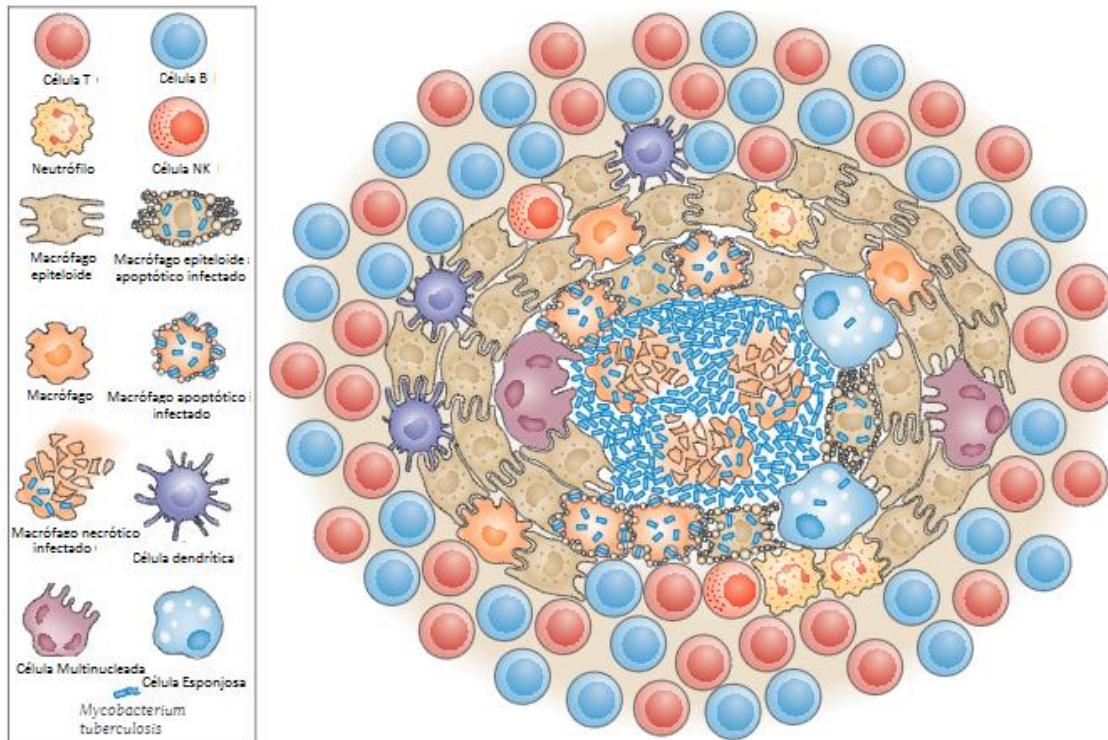 Célula T
Célula B
Neutrófilo
Célula NK
Macrófago
epiteloide
Macrófago epiteloide
apoptótico infectado
Macrófago
Macrófago apoptótico
infectado
Macrófago necrótico
infectado
Célula dendrítica
Célula Multinucleada
Célula Esponjosa
Mycobacterium
tuberculosis